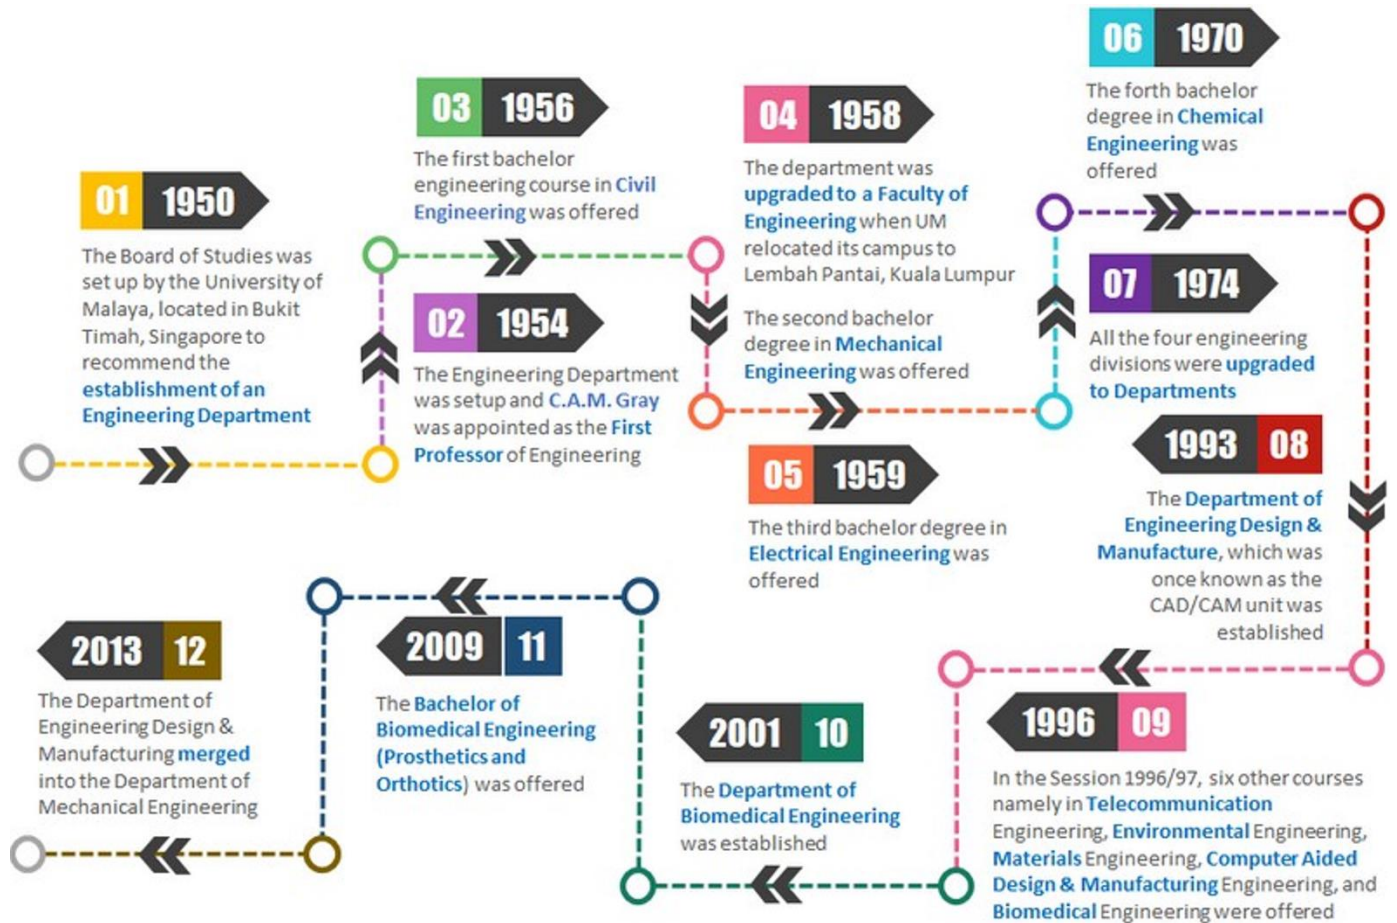 01 1950
The Board of Studies was
set up by the University of
Malaya, located in Bukit
Timah, Singapore to
recommend the
establishment of an
Engineering Department
02 1954
The Engineering Department
was setup and C.A.M. Gray
was appointed as the First
Professor of Engineering
03 1956
The first bachelor
engineering course in Civil
Engineering was offered
04 1958
The department was
upgraded to a Faculty of
Engineering when UM
relocated its campus to
Lembah Pantai, Kuala Lumpur
The second bachelor
degree in Mechanical
Engineering was offered
05 1959
The third bachelor degree in
Electrical Engineering was
offered
06 1970
The forth bachelor
degree in Chemical
Engineering was
offered
07 1974
All the four engineering
divisions were upgraded
to Departments
1993 08
The Department of
Engineering Design &
Manufacture, which was
once known as the
CAD/CAM unit was
established
1996 09
In the Session 1996/97, six other courses
namely in Telecommunication
Engineering, Environmental Engineering,
Materials Engineering, Computer Aided
Design & Manufacturing Engineering, and
Biomedical Engineering were offered
2001 10
The Department of
Biomedical Engineering
was established
2009 11
The Bachelor of
Biomedical Engineering
(Prosthetics and
Orthotics) was offered
2013 12
The Department of
Engineering Design &
Manufacturing merged
into the Department of
Mechanical Engineering